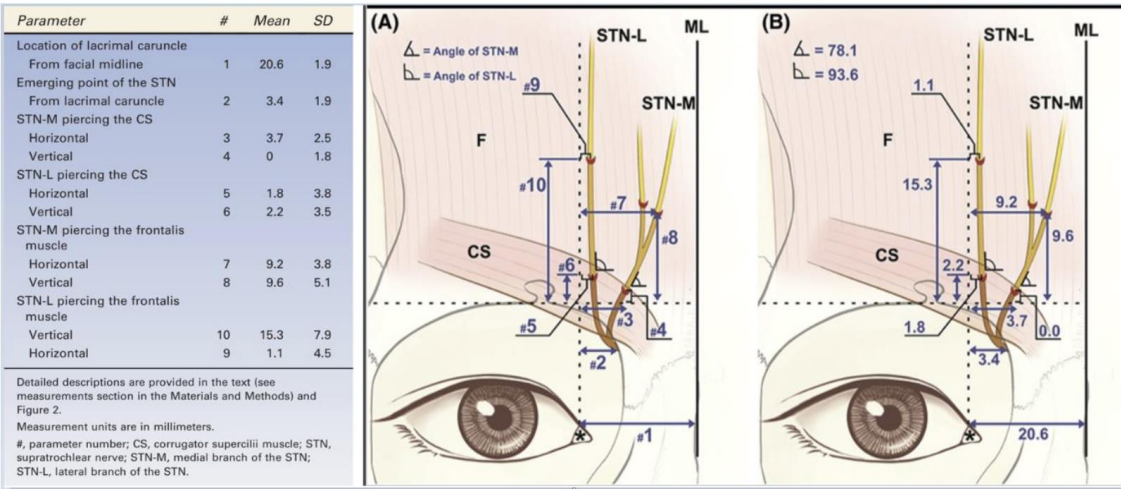 Parameter # Mean SD
Location of lacrimal caruncle
From facial midline 1 20.6 1.9
Emerging point of the STN
From lacrimal caruncle 2 3.4 1.9
STN-M piercing the CS
Horizontal 3 3.7 2.5
Vertical 4 0 1.8
STN-L piercing the CS
Horizontal 5 1.8 3.8
Vertical 6 2.2 3.5
STN-M piercing the frontalis
muscle
Horizontal 7 9.2 3.8
Vertical 8 9.6 5.1
STN-L piercing the frontalis
muscle
Vertical 10 15.3 7.9
Horizontal 9 1.1 4.5
Detailed descriptions are provided in the text (see
measurements section in the Materials and Methods) and
Figure 2.
Measurement units are in millimeters.
#, parameter number; CS, corrugator supercilii muscle; STN,
supratrochlear nerve; STN-M, medial branch of the STN;
STN-L, lateral branch of the STN.
(A)
STN-L
ML
= Angle of STN-M
= Angle of STN-L
#9
STN-M
F
#10
#7
#8
CS
#6
#5
#3
#4
#2
*
#1
(B)
STN-L
ML
= 78.1
= 93.6
1.1
STN-M
F
15.3
9.2
9.6
CS
2.2
1.8
3.7
0.0
3.4
*
20.6